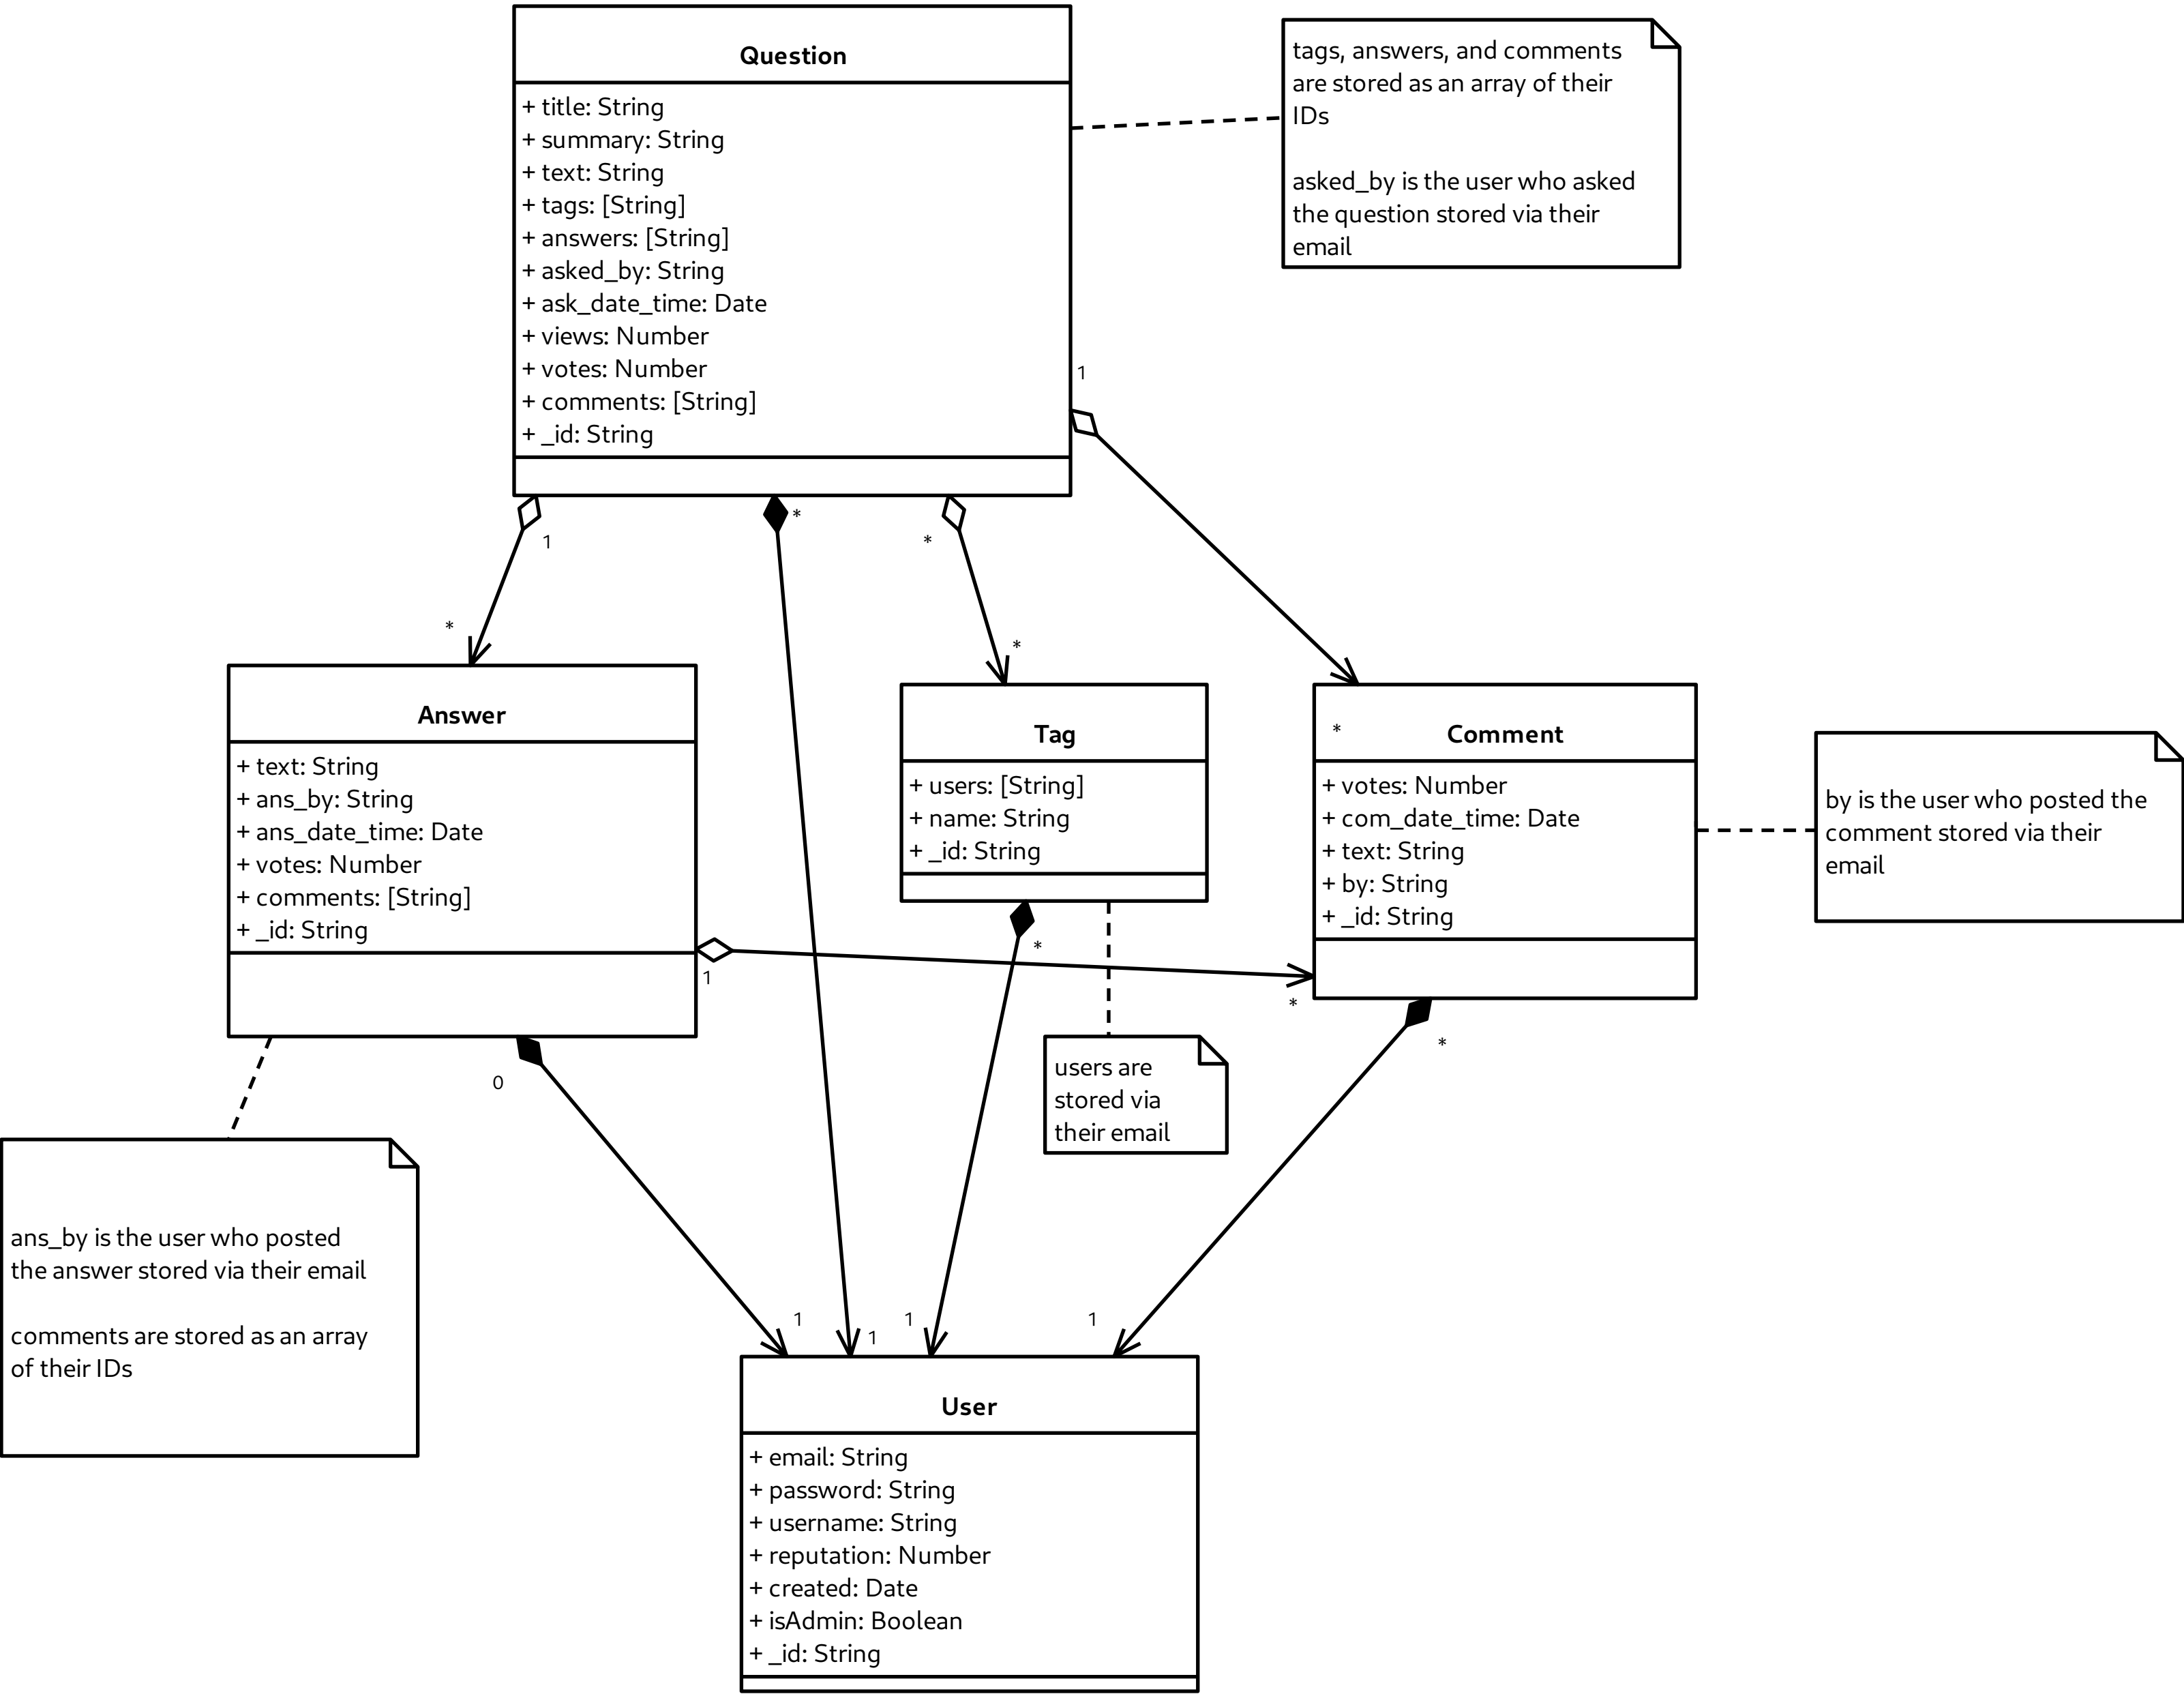 Question
+ title: String
+ summary: String
+ text: String
+ tags: [String]
+ answers: [String]
+ asked_by: String
+ ask_date_time: Date
+ views: Number
+ votes: Number
+ comments: [String]
+ _id: String
tags, answers, and comments
are stored as an array of their
IDs
asked_by is the user who asked
the question stored via their
email
1
1
*
*
*
*
Answer
+ text: String
+ ans_by: String
+ ans_date_time: Date
+ votes: Number
+ comments: [String]
+ _id: String
1
0
Tag
+ users: [String]
+ name: String
+ _id: String
*
*
Comment
+ votes: Number
+ com_date_time: Date
+ text: String
+ by: String
+ _id: String
*
*
by is the user who posted the
comment stored via their
email
users are
stored via
their email
ans_by is the user who posted
the answer stored via their email
comments are stored as an array
of their IDs
1
1
1
1
User
+ email: String
+ password: String
+ username: String
+ reputation: Number
+ created: Date
+ isAdmin: Boolean
+ _id: String